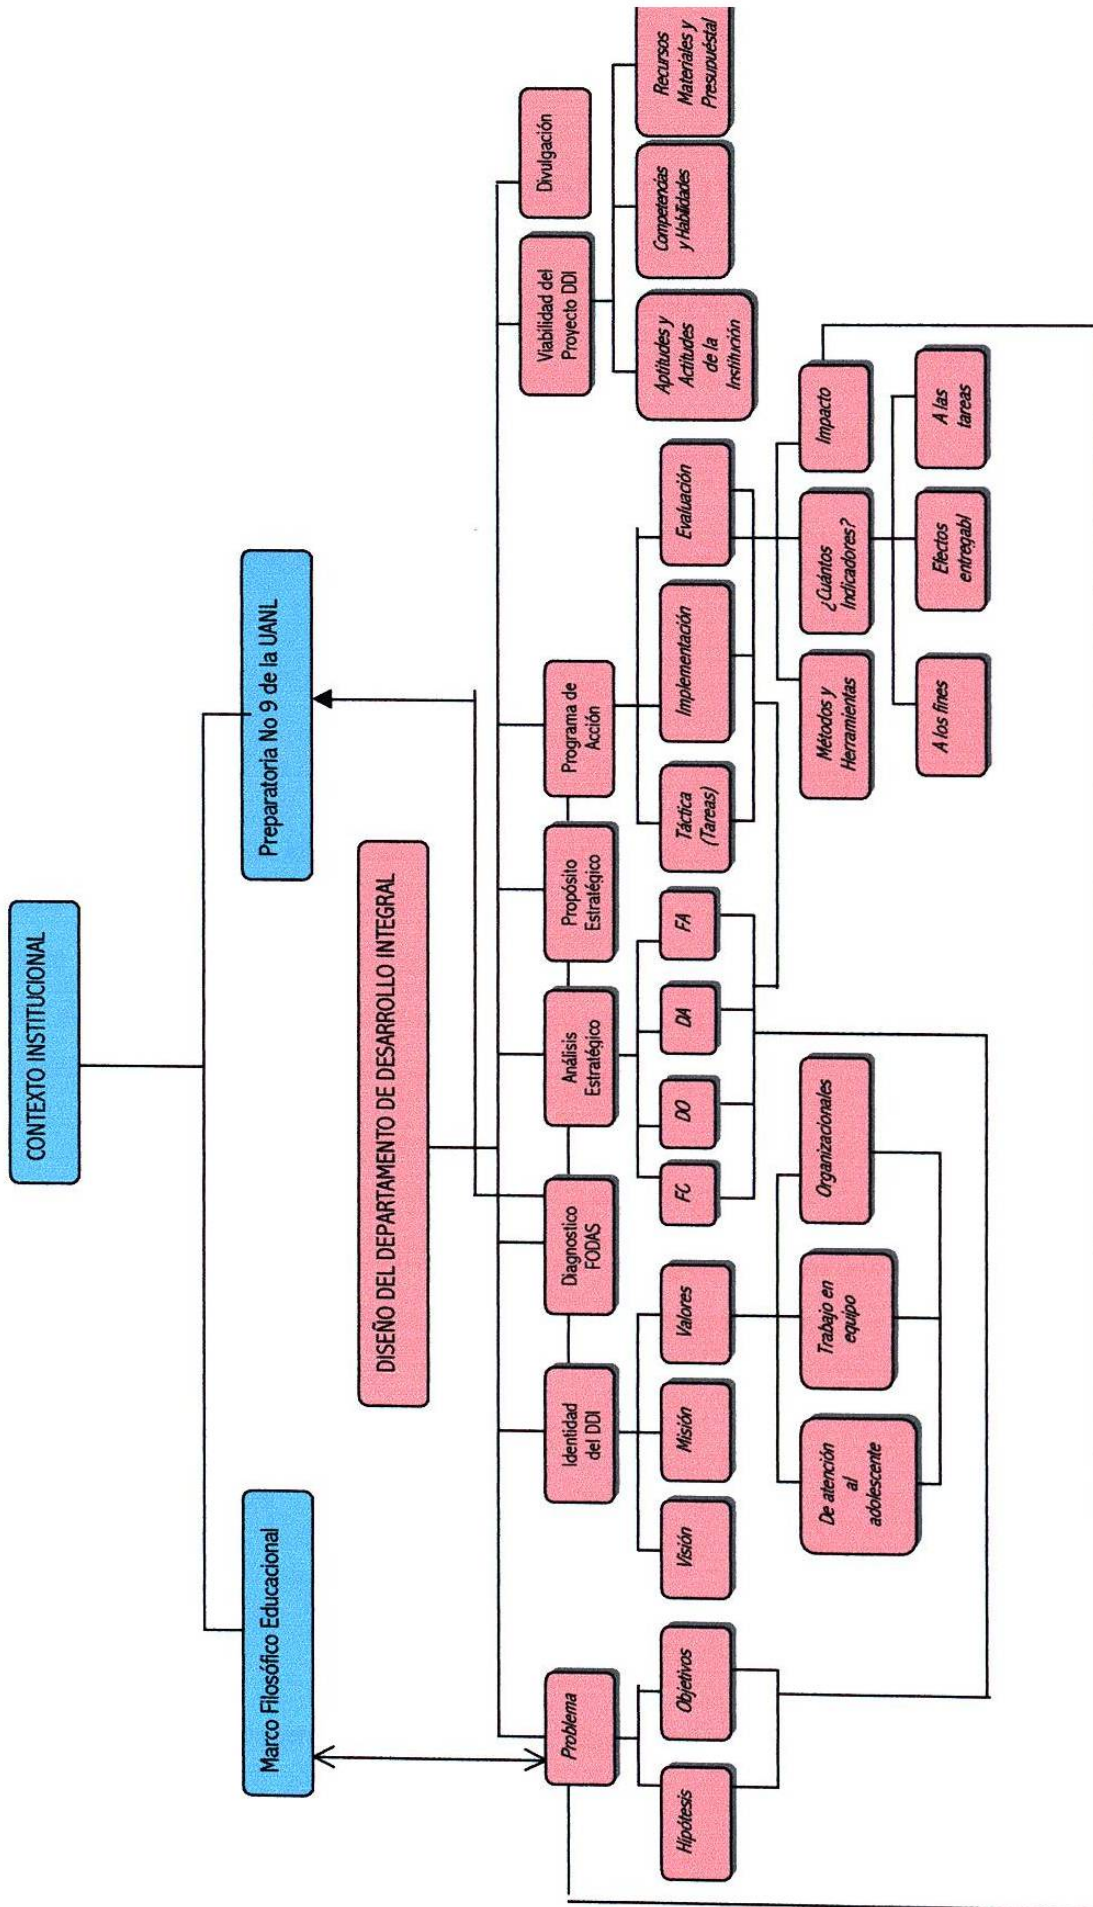 CONTEXTO INSTITUCIONAL
Marco Filosófico Educacional
Preparatoria No 9 de la UANL
DISEÑO DEL DEPARTAMENTO DE DESARROLLO INTEGRAL
Problema
Identidad
del DDI
Diagnostico
FODAS
Análisis
Estratégico
Propósito
Estratégico
Programa de
Acción
Viabilidad del
Proyecto DDI
Divulgación
Hipótesis
Objetivos
Visión
Misión
Valores
FC
DO
DA
FA
Táctica
(Tareas)
Implementación
Evaluación
Aptitudes y
Actitudes
de la
Institución
Competencias
y Habilidades
Recursos
Materiales y
Presupuéstal
De atención
al
adolescente
Trabajo en
equipo
Organizacionales
Métodos y
Herramientas
¿Cuántos
Indicadores?
Impacto
A los fines
Efectos
entregabl
A las
tareas